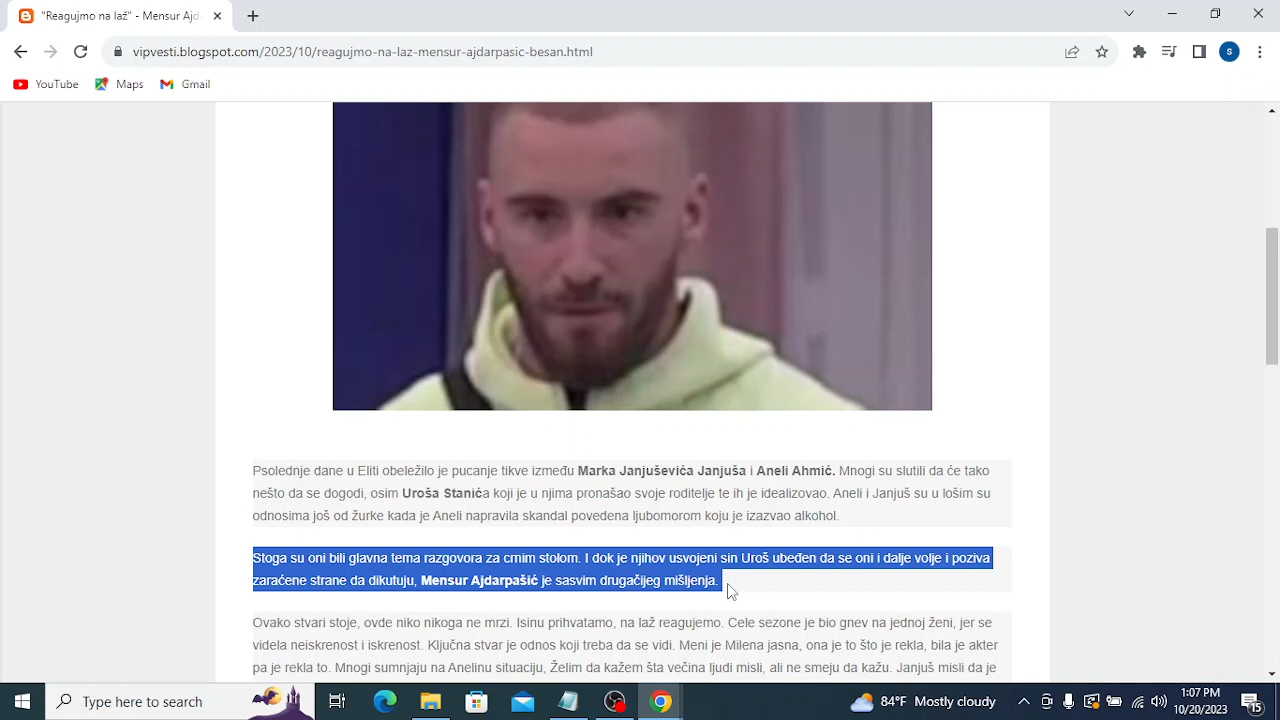 "Reagujmo na laž" - Mensur Ajd
vipvesti.blogspot.com/2023/10/reagujmo-na-laz-mensur-ajdarpasic-besan.html
S
YouTube Maps Gmail
Psolednje dane u Eliti obeležilo je pucanje tikve između Marka Janjuševića Janjuša i Aneli Ahmić. Mnogi su slutili da će tako
nešto da se dogodi, osim Uroša Stanića koji je u njima pronašao svoje roditelje te ih je idealizovao. Aneli i Janjuš su u lošim su
odnosima još od žurke kada je Aneli napravila skandal povedena ljubomorom koju je izazvao alkohol.
Stoga su oni bili glavna tema razgovora za crnim stolom. I dok je njihov usvojeni sin Uroš ubeđen da se oni i dalje volje i poziva
zaraćene strane da dikutuju, Mensur Ajdarpašić je sasvim drugačijeg mišljenja.
Ovako stvari stoje, ovde niko nikoga ne mrzi. Isinu prihvatamo, na laž reagujemo. Cele sezone je bio gnev na jednoj ženi, jer se
videla neiskrenost i iskrenost. Ključna stvar je odnos koji treba da se vidi. Meni je Milena jasna, ona je to što je rekla, bila je akter
pa je rekla to. Mnogi sumnjaju na Anelinu situaciju, Želim da kažem šta većina ljudi misli, ali ne smeju da kažu. Janjuš misli da je
Type here to search
84°F Mostly cloudy
1:07 PM
10/20/2023
15